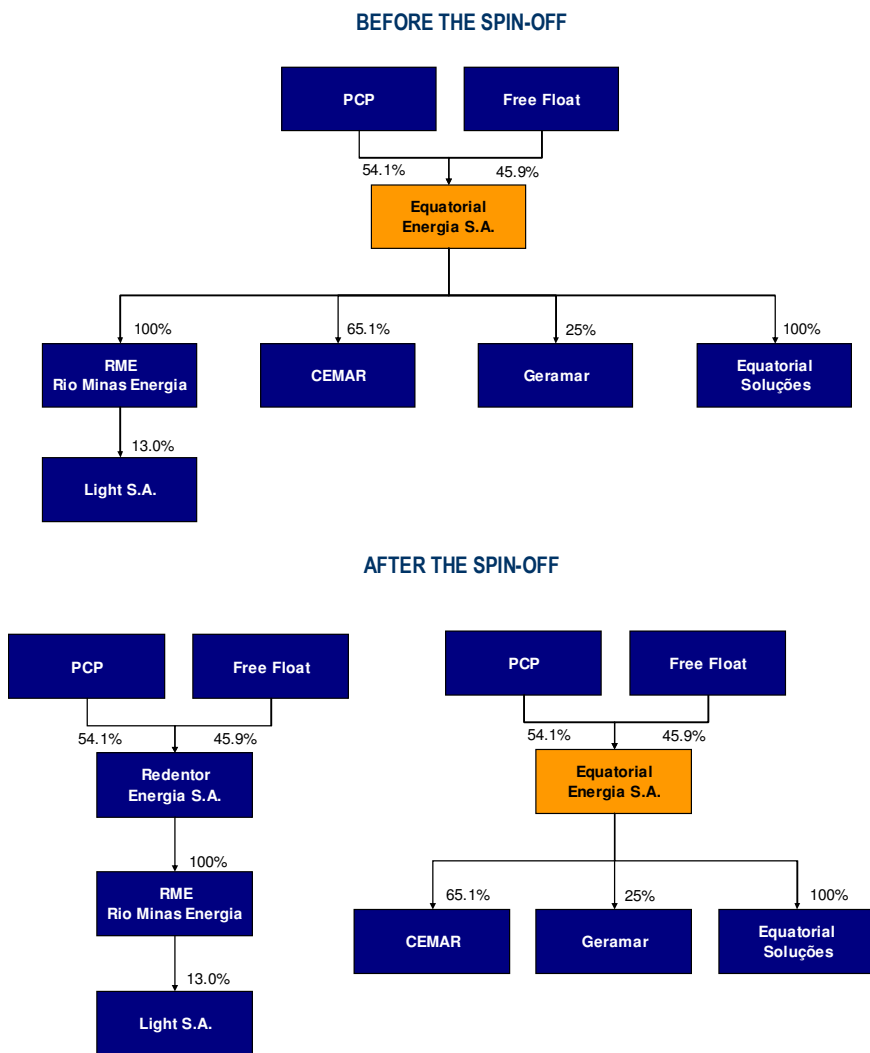 BEFORE THE SPIN-OFF
PCP
Free Float
54.1%
45.9%
Equatorial
Energia S.A.
100%
65.1%
25%
100%
RME
Rio Minas Energia
CEMAR
Geramar
Equatorial
Soluções
13.0%
Light S.A.
AFTER THE SPIN-OFF
PCP
Free Float
54.1%
45.9%
Redentor
Energia S.A.
100%
RME
Rio Minas Energia
13.0%
Light S.A.
PCP
Free Float
54.1%
45.9%
Equatorial
Energia S.A.
65.1%
25%
100%
CEMAR
Geramar
Equatorial
Soluções